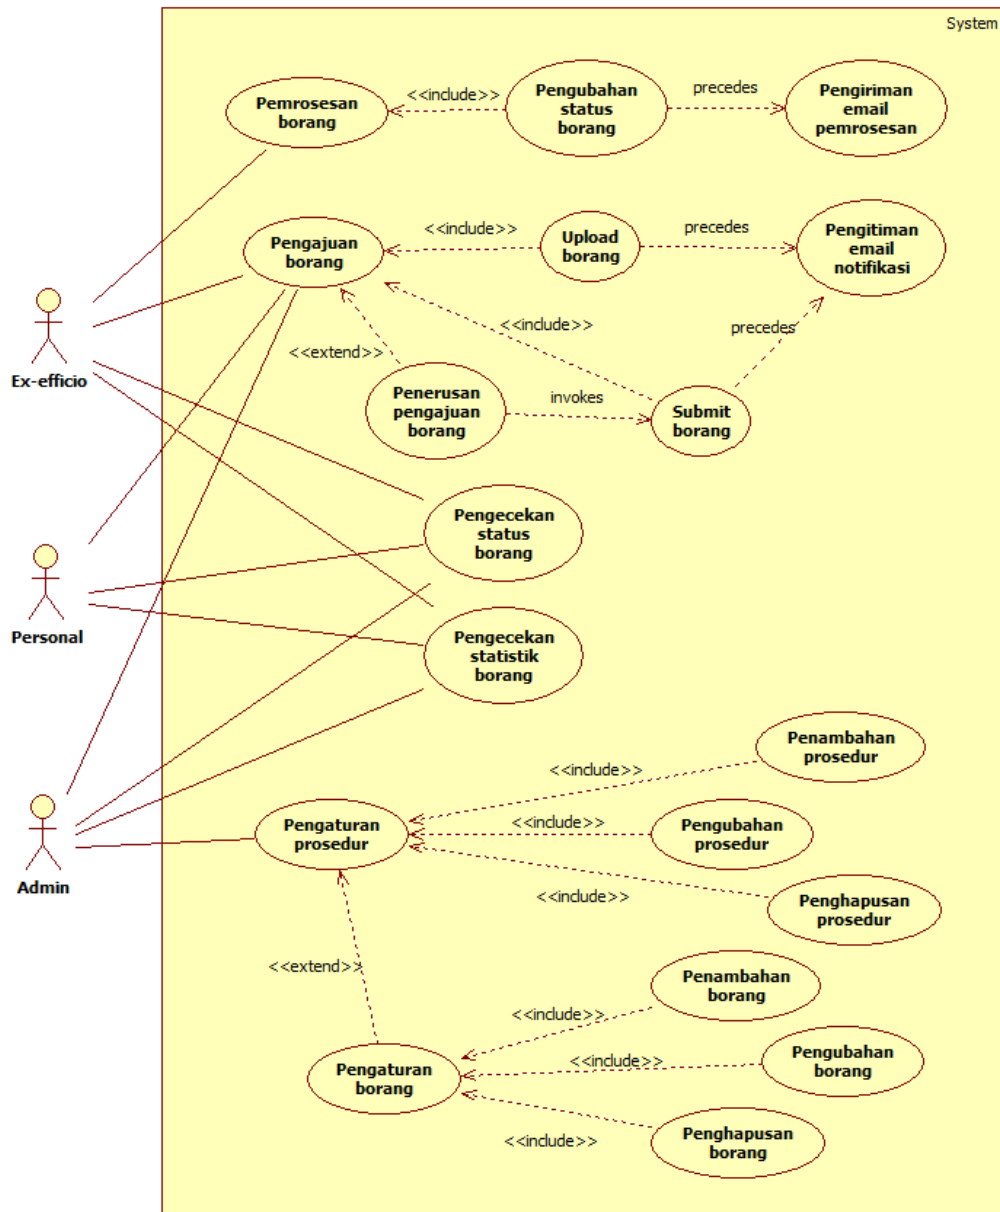 System
Pemrosesan
borang
<<include>>
Pengubahan
status
borang
precedes
Pengiriman
email
pemrosesan
Pengajuan
borang
<<include>>
Upload
borang
precedes
Pengitiman
email
notifikasi
<<extend>>
<<include>>
precedes
Ex-efficio
Penerusan
pengajuan
borang
invokes
Submit
borang
Pengecekan
status
borang
Personal
Pengecekan
statistik
borang
Penambahan
prosedur
<<include>>
Admin
Pengaturan
prosedur
<<include>>
Pengubahan
prosedur
<<include>>
Penghapusan
prosedur
<<extend>>
Penambahan
borang
<<include>>
Pengaturan
borang
<<include>>
Pengubahan
borang
<<include>>
Penghapusan
borang